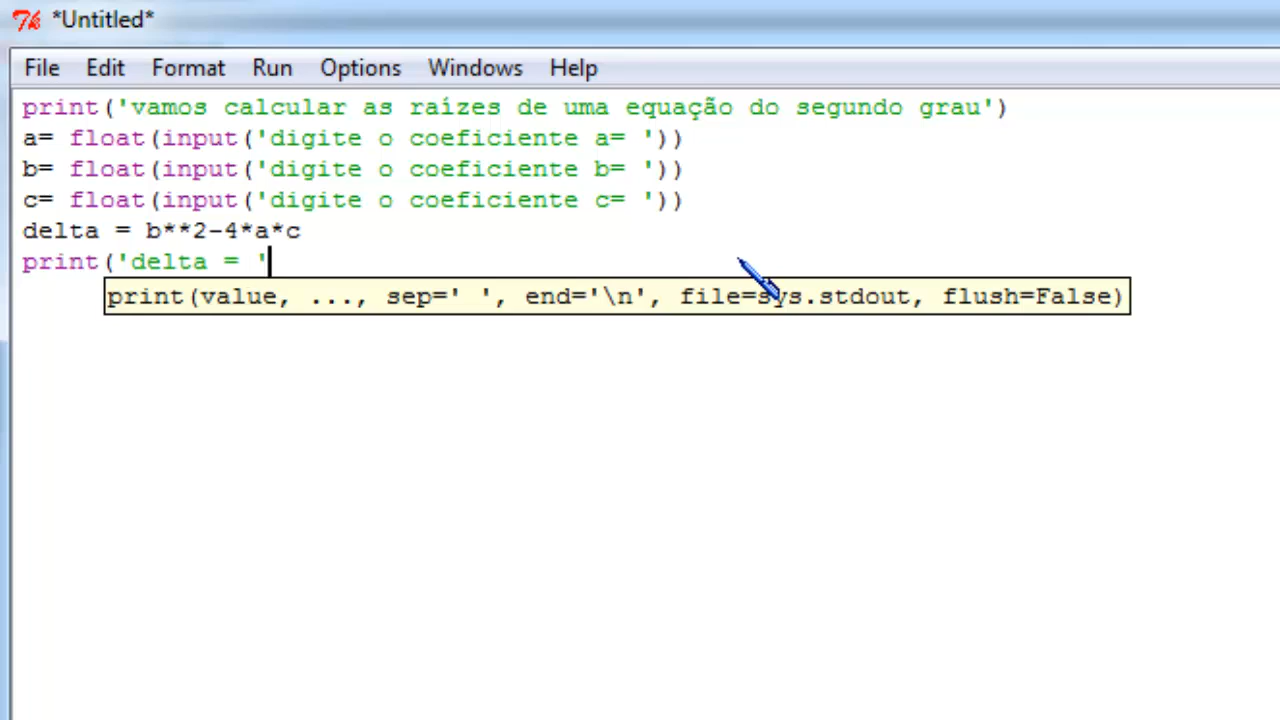 *Untitled*
File Edit Format Run Options Windows Help
print('vamos calcular as raízes de uma equação do segundo grau')
a= float(input('digite o coeficiente a= '))
b= float(input('digite o coeficiente b= '))
c= float(input('digite o coeficiente c= '))
delta = b**2-4*a*c
print('delta = '
print(value, ..., sep=' ', end='\n', file=sys.stdout, flush=False)